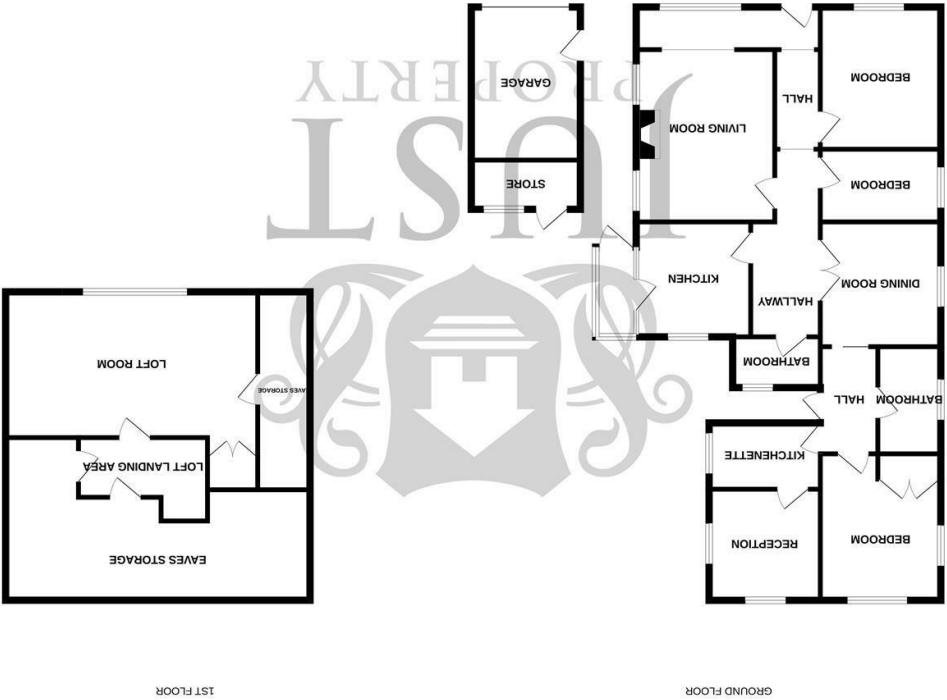 GROUND FLOOR
1ST FLOOR
BEDROOM
RECEPTION
KITCHENETTE
BATHROOM
HALL
BATHROOM
DINING ROOM
HALLWAY
KITCHEN
BEDROOM
LIVING ROOM
HALL
BEDROOM
STORE
GARAGE
EAVES STORAGE
LOFT LANDING AREA
EAVES STORAGE
LOFT ROOM
JUST
PROPERTY